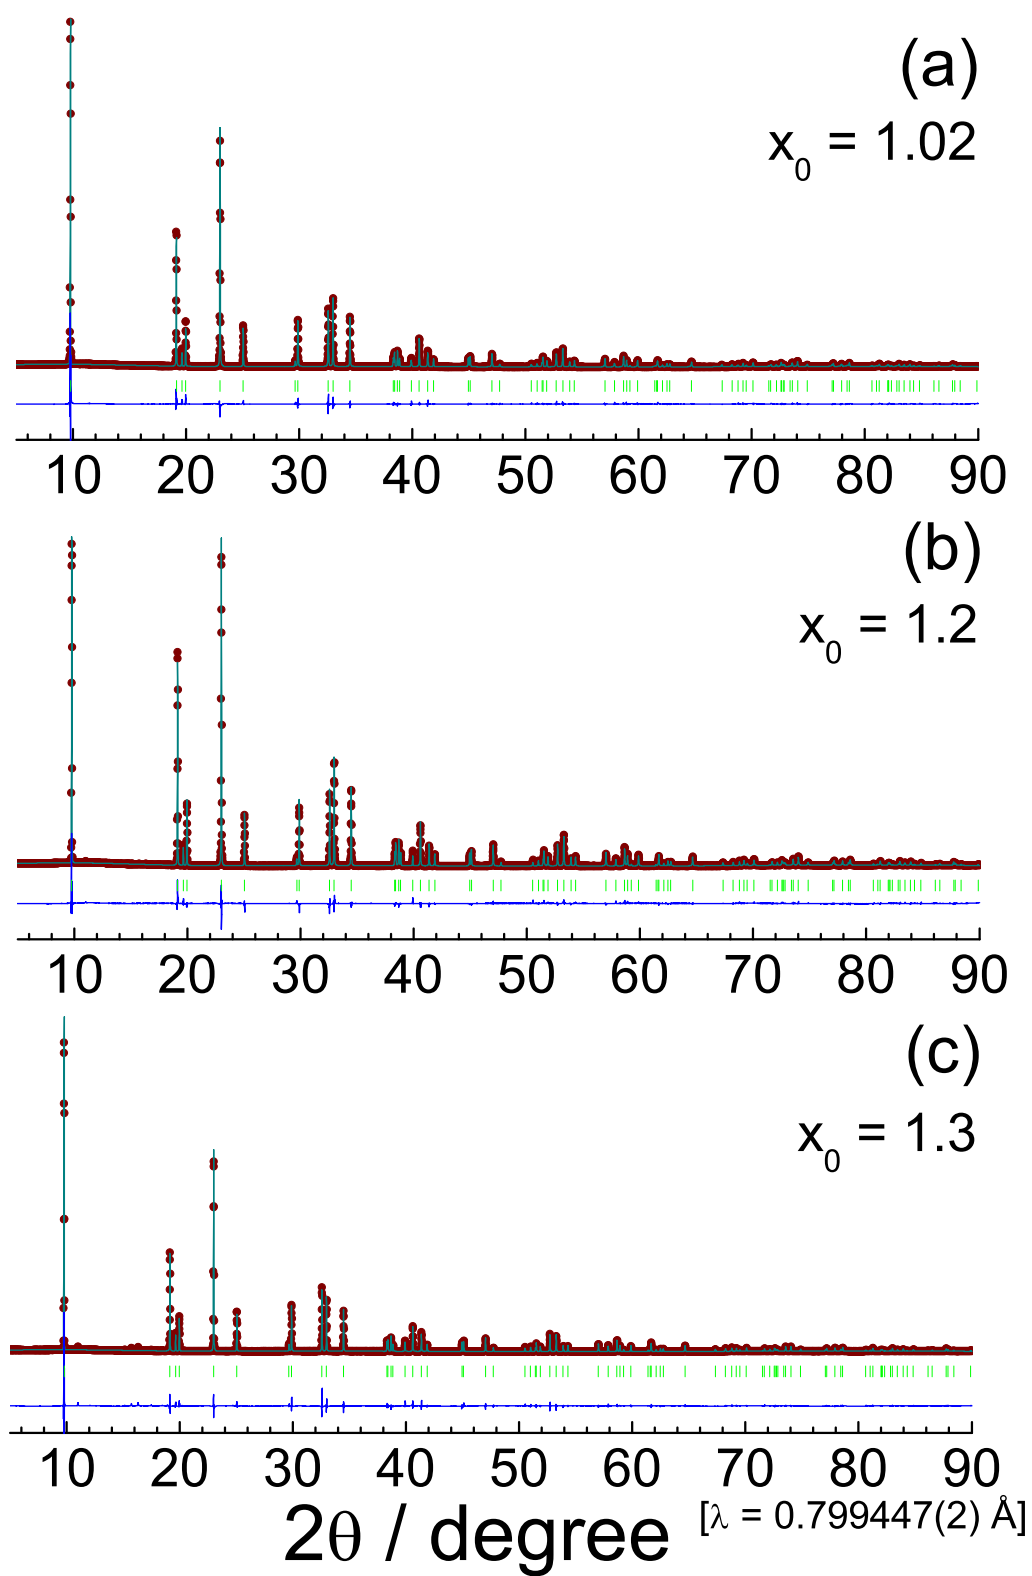 (a)
x₀ = 1.02
10 20 30 40 50 60 70 80 90
(b)
x₀ = 1.2
10 20 30 40 50 60 70 80 90
(c)
x₀ = 1.3
10 20 30 40 50 60 70 80 90
2θ / degree [λ = 0.799447(2) Å]